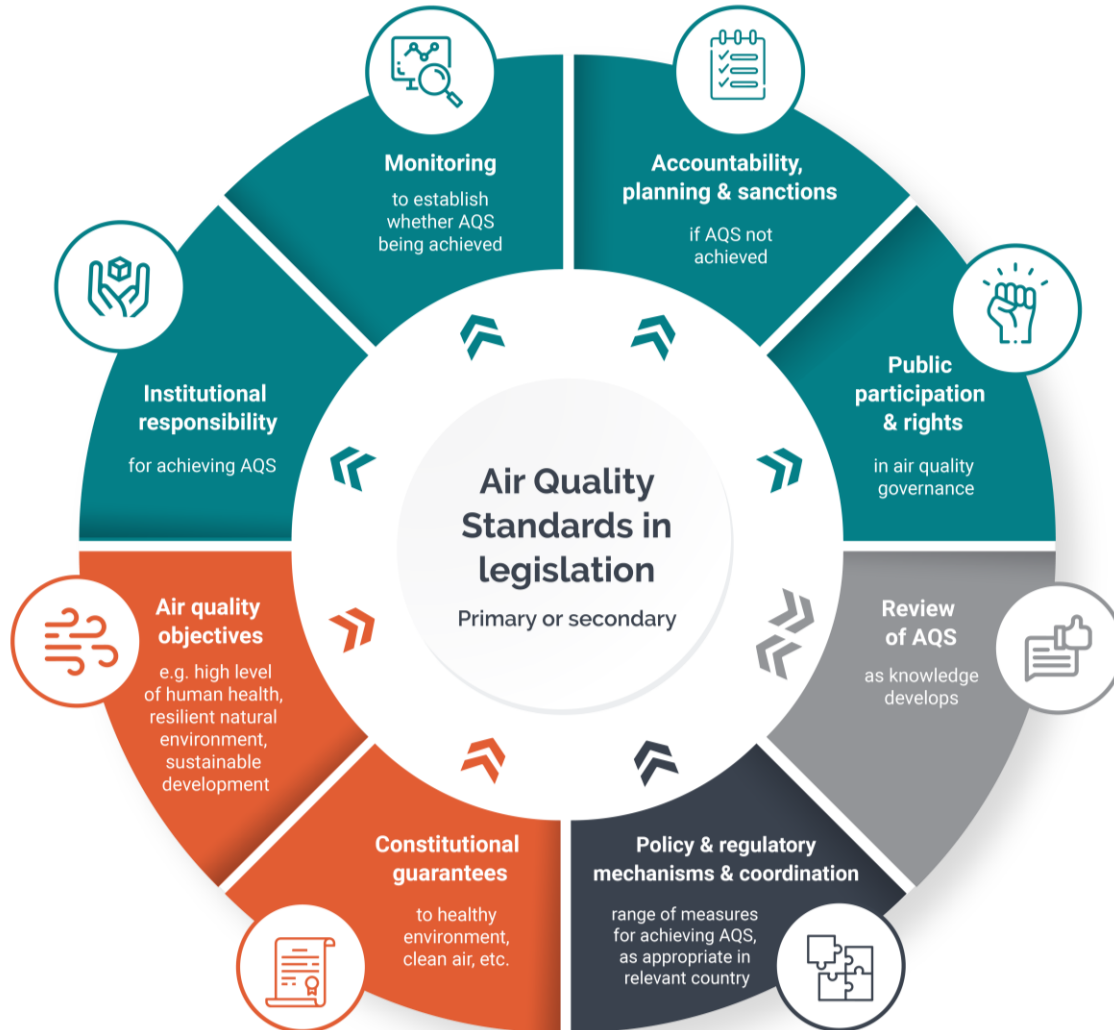 Monitoring
to establish
whether AQS
being achieved
Accountability,
planning & sanctions
if AQS not
achieved
Public
participation
& rights
in air quality
governance
Review
of AQS
as knowledge
develops
Policy & regulatory
mechanisms & coordination
range of measures
for achieving AQS,
as appropriate in
relevant country
Constitutional
guarantees
to healthy
environment,
clean air, etc.
Air quality
objectives
e.g. high level
of human health,
resilient natural
environment,
sustainable
development
Institutional
responsibility
for achieving AQS
Air Quality
Standards in
legislation
Primary or secondary